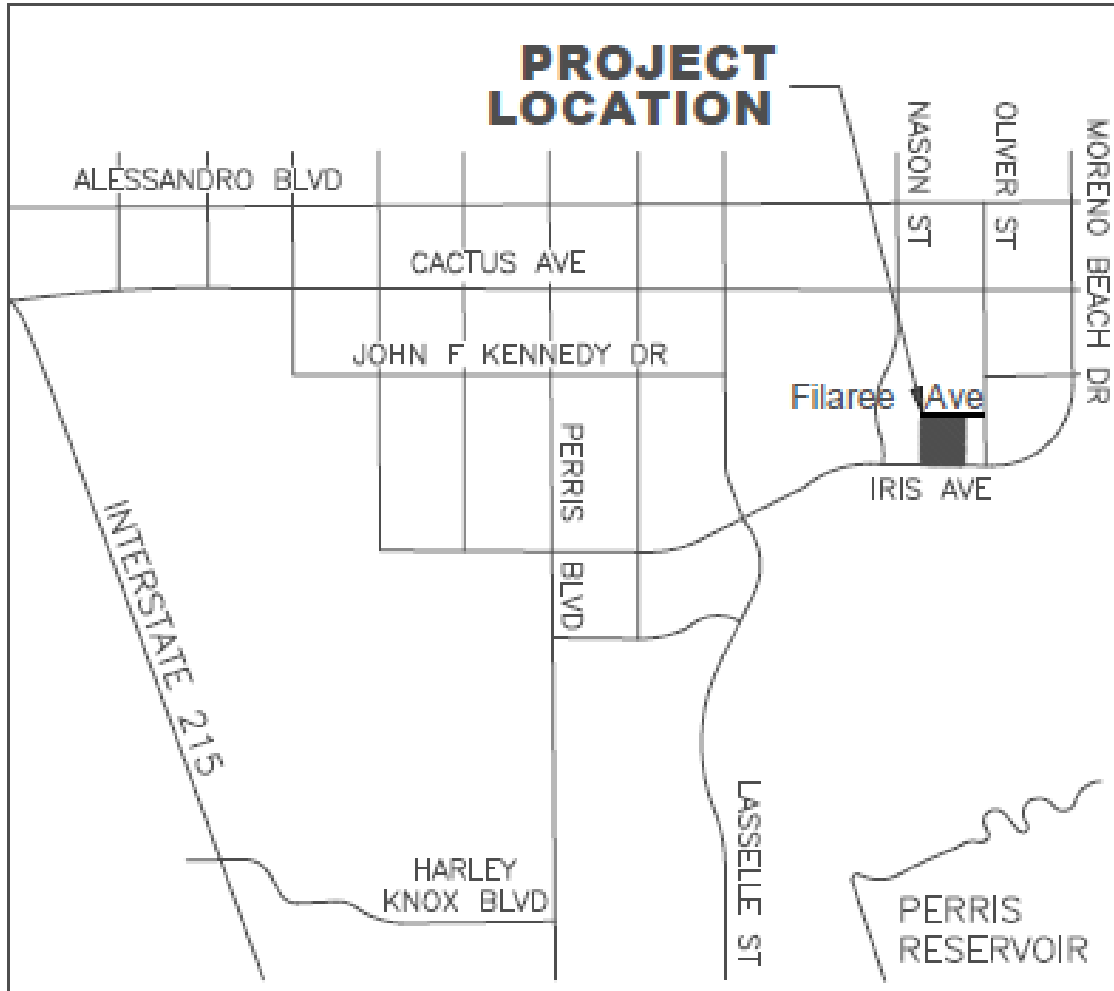 PROJECT
LOCATION
NASON ST
OLIVER ST
MORENO BEACH DR
ALESSANDRO BLVD
CACTUS AVE
JOHN F KENNEDY DR
Filaree Ave
PERRIS BLVD
IRIS AVE
INTERSTATE 215
LASSELLE ST
HARLEY
KNOX BLVD
PERRIS
RESERVOIR